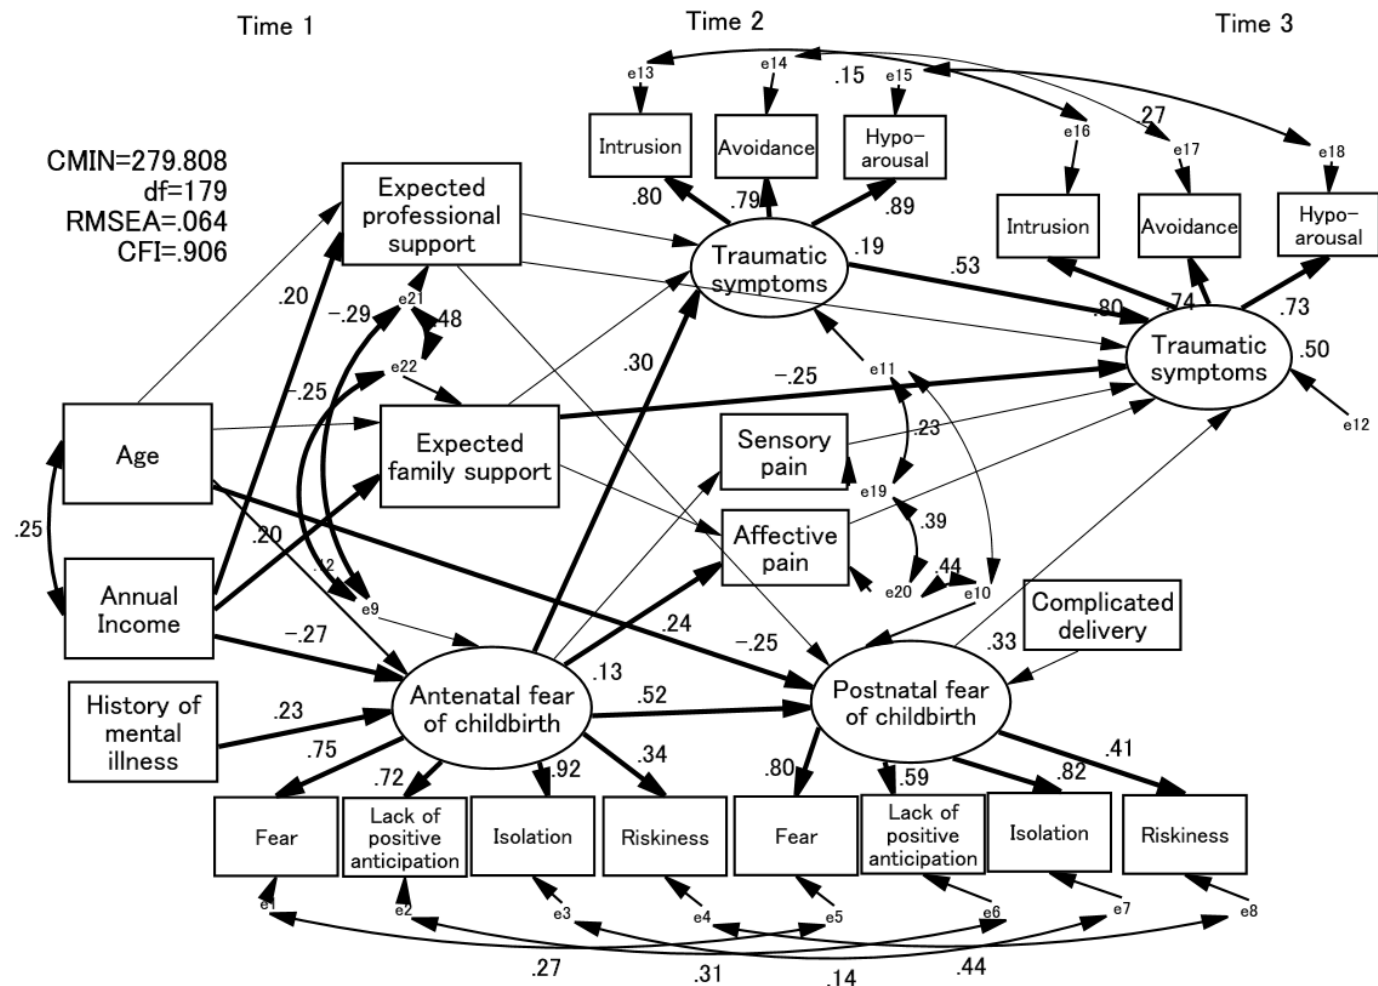 Time 1
Time 2
Time 3
CMIN=279.808
df=179
RMSEA=.064
CFI=.906
e13
e14
e15
.15
.27
e16
e17
e18
Intrusion
Avoidance
Hypo-
arousal
.80
.79
.89
Intrusion
Avoidance
Hypo-
arousal
.80
.74
.73
Expected
professional
support
Traumatic
symptoms
.19
.53
Traumatic
symptoms
.50
e12
.20
-.29
e21
.48
e22
-.25
.30
-.25
e11
.23
Age
Expected
family support
Sensory
pain
e19
.39
.25
.20
.12
Affective
pain
.44
e20
e10
Annual
Income
e9
Complicated
delivery
-.27
.24
-.25
.33
.13
History of
mental
illness
.23
Antenatal fear
of childbirth
.52
Postnatal fear
of childbirth
.75
.72
.92
.34
.80
.59
.82
.41
Fear
Lack of
positive
anticipation
Isolation
Riskiness
Fear
Lack of
positive
anticipation
Isolation
Riskiness
e1
e2
e3
e4
e5
e6
e7
e8
.27
.31
.14
.44